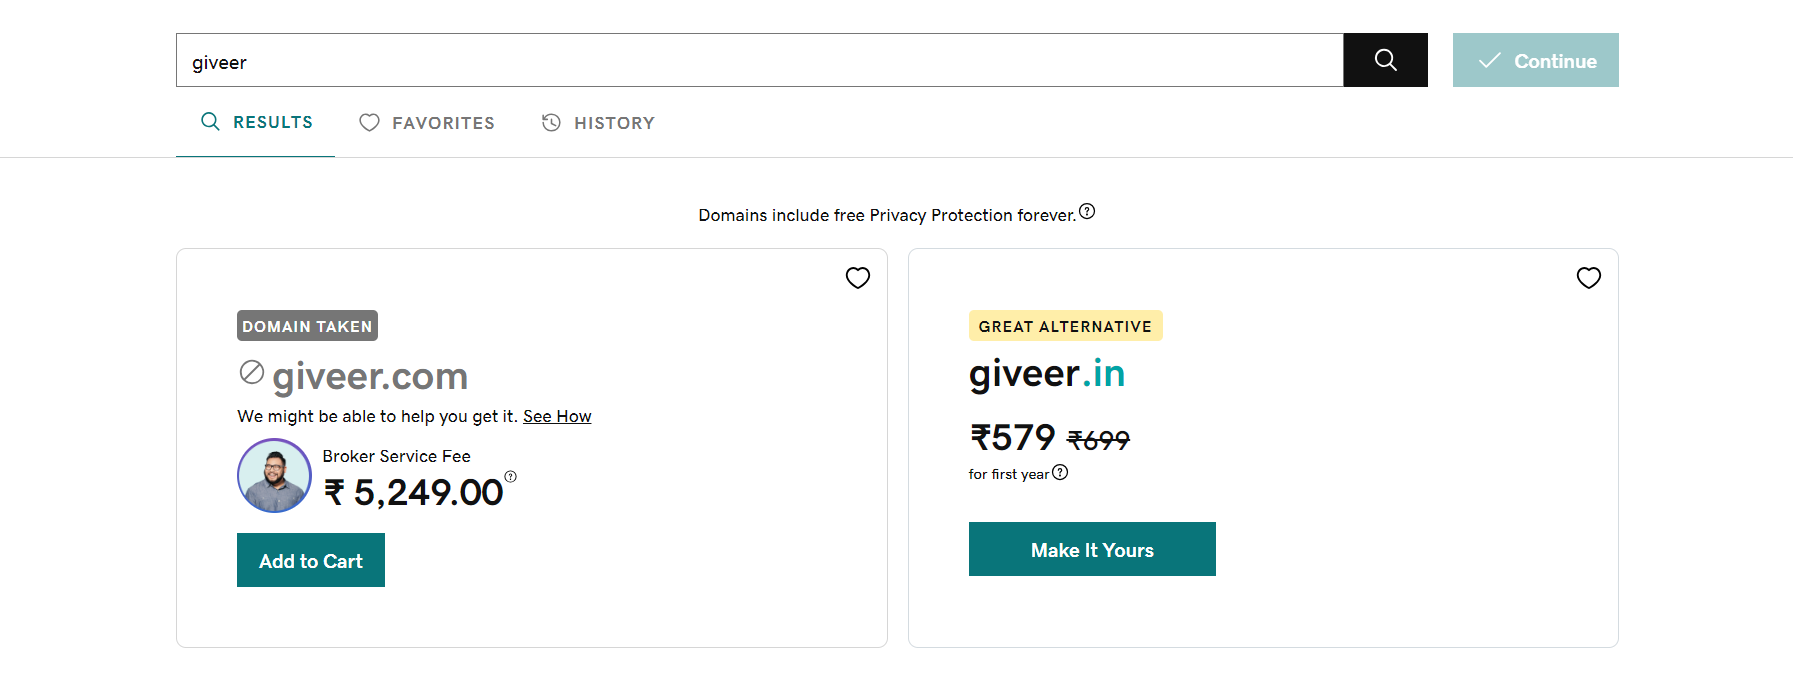 giveer
Continue
RESULTS
FAVORITES
HISTORY
Domains include free Privacy Protection forever.
DOMAIN TAKEN
giveer.com
We might be able to help you get it. See How
Broker Service Fee
₹ 5,249.00
Add to Cart
GREAT ALTERNATIVE
giveer.in
₹579 ₹699
for first year
Make It Yours